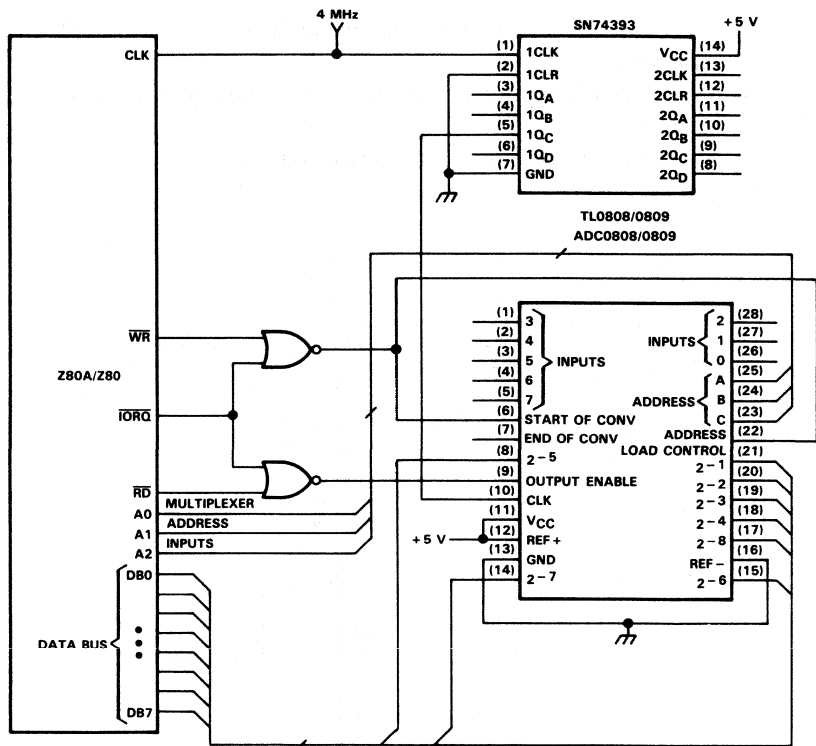 4 MHz
SN74393
+5 V
CLK
(1) 1CLK
(2) 1CLR
(3) 1QA
(4) 1QB
(5) 1QC
(6) 1QD
(7) GND
VCC (14)
2CLK (13)
2CLR (12)
2QA (11)
2QB (10)
2QC (9)
2QD (8)
TL0808/0809
ADC0808/0809
Z80A/Z80
W̅R̅
I̅O̅R̅Q̅
R̅D̅
A0 MULTIPLEXER
A1 ADDRESS
A2 INPUTS
DB0
DATA BUS
DB7
(1) 3
(2) 4
(3) 5
(4) 6
(5) 7
INPUTS
(6) START OF CONV
(7) END OF CONV
(8) 2−5
(9) OUTPUT ENABLE
(10) CLK
(11) VCC
+5 V
(12) REF+
(13) GND
(14) 2−7
INPUTS
2 (28)
1 (27)
0 (26)
ADDRESS
A (25)
B (24)
C (23)
ADDRESS (22)
LOAD CONTROL
2−1 (21)
2−2 (20)
2−3 (19)
2−4 (18)
2−8 (17)
REF− (16)
2−6 (15)